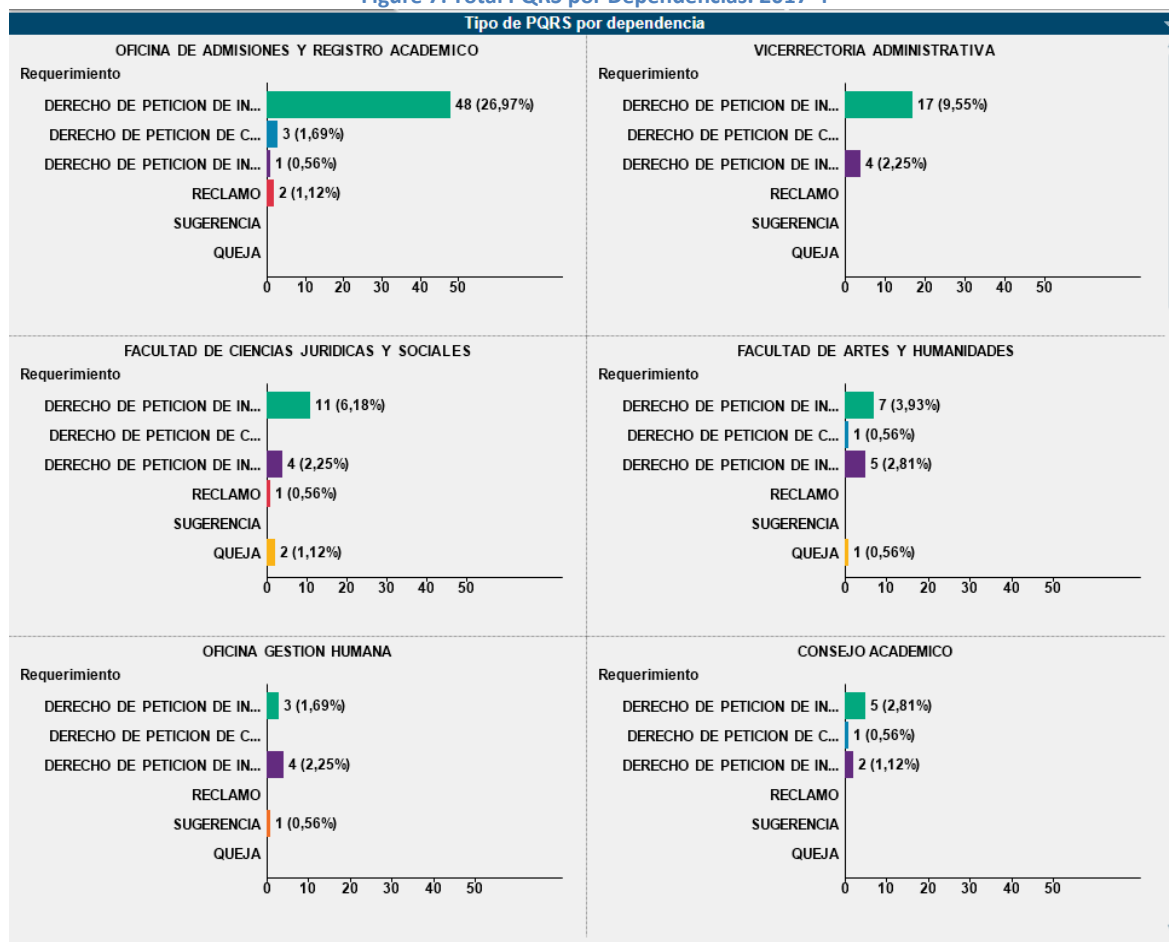 Tipo de PQRS por dependencia
OFICINA DE ADMISIONES Y REGISTRO ACADEMICO
Requerimiento
DERECHO DE PETICION DE IN... 48 (26,97%)
DERECHO DE PETICION DE C... 3 (1,69%)
DERECHO DE PETICION DE IN... 1 (0,56%)
RECLAMO 2 (1,12%)
SUGERENCIA
QUEJA
0 10 20 30 40 50
VICERRECTORIA ADMINISTRATIVA
Requerimiento
DERECHO DE PETICION DE IN... 17 (9,55%)
DERECHO DE PETICION DE C...
DERECHO DE PETICION DE IN... 4 (2,25%)
RECLAMO
SUGERENCIA
QUEJA
0 10 20 30 40 50
FACULTAD DE CIENCIAS JURIDICAS Y SOCIALES
Requerimiento
DERECHO DE PETICION DE IN... 11 (6,18%)
DERECHO DE PETICION DE C...
DERECHO DE PETICION DE IN... 4 (2,25%)
RECLAMO 1 (0,56%)
SUGERENCIA
QUEJA 2 (1,12%)
0 10 20 30 40 50
FACULTAD DE ARTES Y HUMANIDADES
Requerimiento
DERECHO DE PETICION DE IN... 7 (3,93%)
DERECHO DE PETICION DE C... 1 (0,56%)
DERECHO DE PETICION DE IN... 5 (2,81%)
RECLAMO
SUGERENCIA
QUEJA 1 (0,56%)
0 10 20 30 40 50
OFICINA GESTION HUMANA
Requerimiento
DERECHO DE PETICION DE IN... 3 (1,69%)
DERECHO DE PETICION DE C...
DERECHO DE PETICION DE IN... 4 (2,25%)
RECLAMO
SUGERENCIA 1 (0,56%)
QUEJA
0 10 20 30 40 50
CONSEJO ACADEMICO
Requerimiento
DERECHO DE PETICION DE IN... 5 (2,81%)
DERECHO DE PETICION DE C... 1 (0,56%)
DERECHO DE PETICION DE IN... 2 (1,12%)
RECLAMO
SUGERENCIA
QUEJA
0 10 20 30 40 50